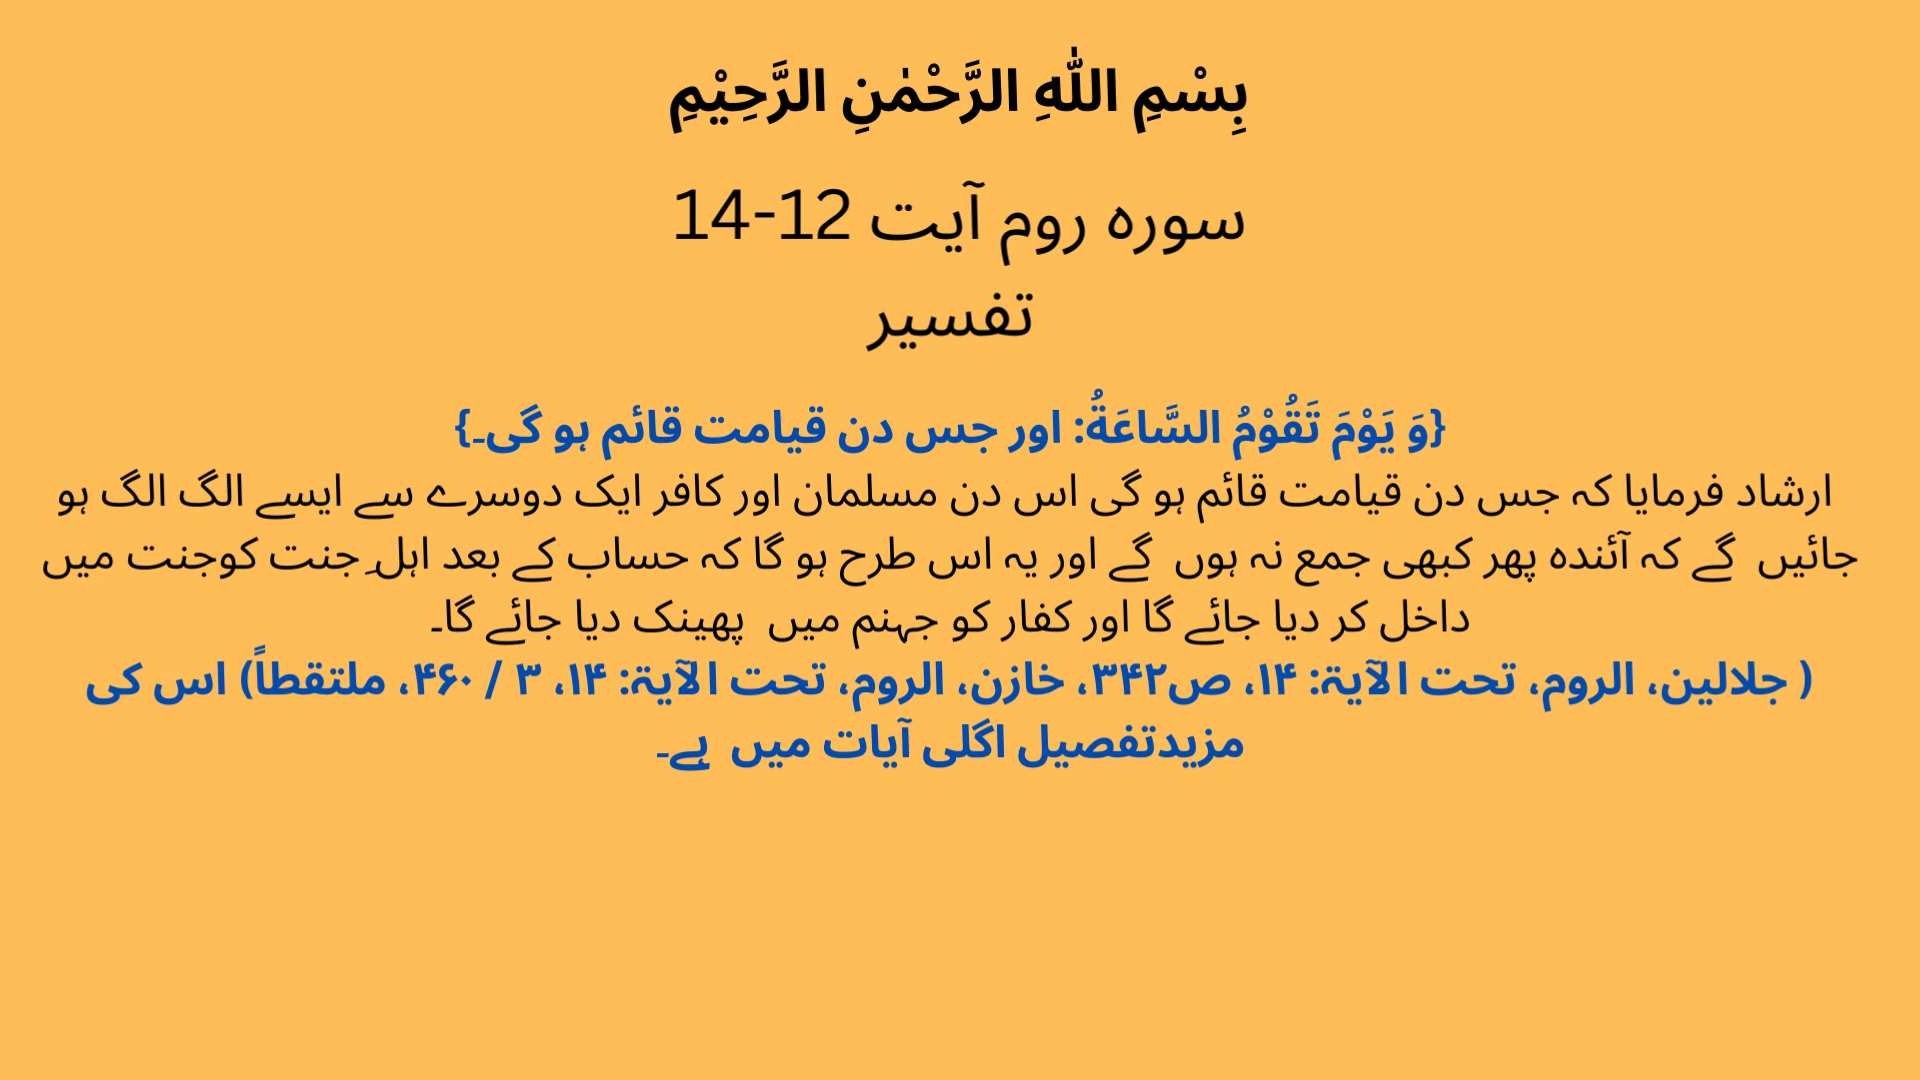 بِسْمِ اللّٰهِ الرَّحْمٰنِ الرَّحِیْمِ
سورہ روم آیت 12-14
تفسیر
{وَ یَوْمَ تَقُوْمُ السَّاعَةُ: اور جس دن قیامت قائم ہو گی۔}
ارشاد فرمایا کہ جس دن قیامت قائم ہو گی اس دن مسلمان اور کافر ایک دوسرے سے ایسے الگ الگ ہو
جائیں گے کہ آئندہ پھر کبھی جمع نہ ہوں گے اور یہ اس طرح ہو گا کہ حساب کے بعد اہلِ جنت کوجنت میں
داخل کر دیا جائے گا اور کفار کو جہنم میں پھینک دیا جائے گا۔
( جلالین، الروم، تحت الآیۃ: ۱۴، ص۳۴۲، خازن، الروم، تحت الآیۃ: ۱۴، ۳ / ۴۶۰، ملتقطاً) اس کی
مزیدتفصیل اگلی آیات میں ہے۔